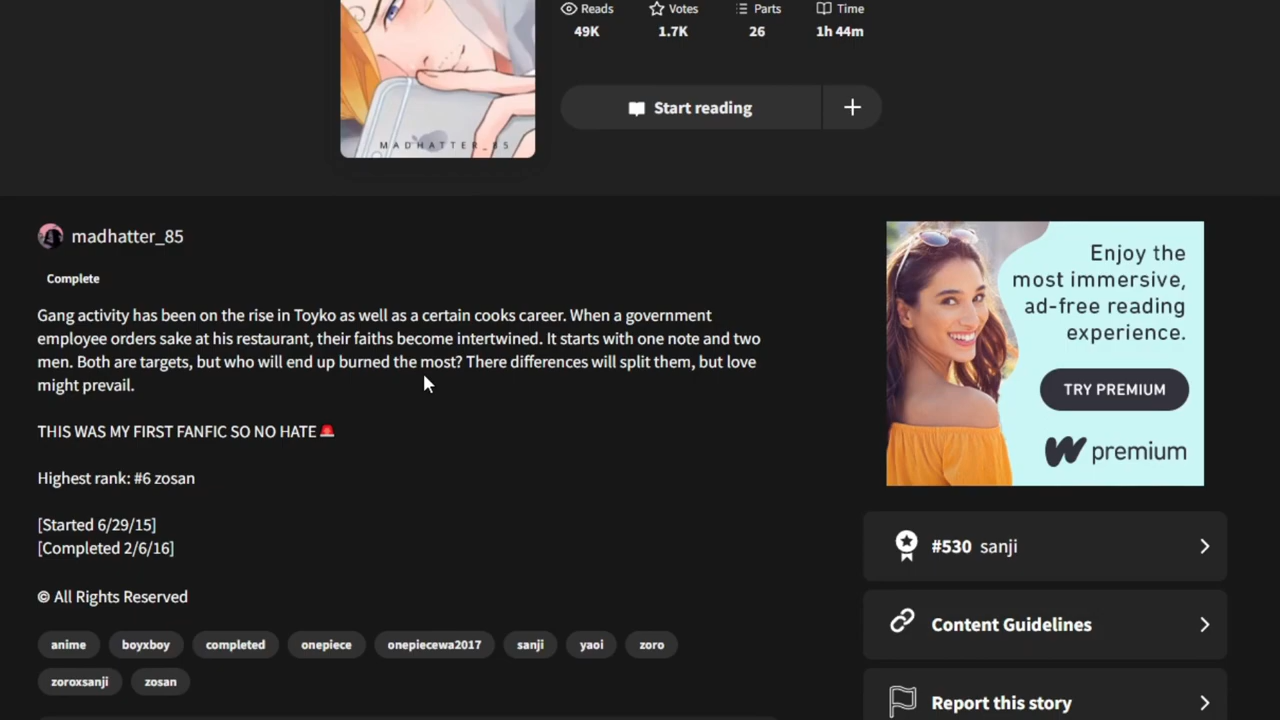 Reads Votes Parts Time
49K 1.7K 26 1h 44m
Start reading
MADHATTER_85
madhatter_85
Complete
Gang activity has been on the rise in Toyko as well as a certain cooks career. When a government
employee orders sake at his restaurant, their faiths become intertwined. It starts with one note and two
men. Both are targets, but who will end up burned the most? There differences will split them, but love
might prevail.
THIS WAS MY FIRST FANFIC SO NO HATE🚨
Highest rank: #6 zosan
[Started 6/29/15]
[Completed 2/6/16]
© All Rights Reserved
anime boyxboy completed onepiece onepiecewa2017 sanji yaoi zoro
zoroxsanji zosan
Enjoy the
most immersive,
ad-free reading
experience.
TRY PREMIUM
premium
#530 sanji
Content Guidelines
Report this story